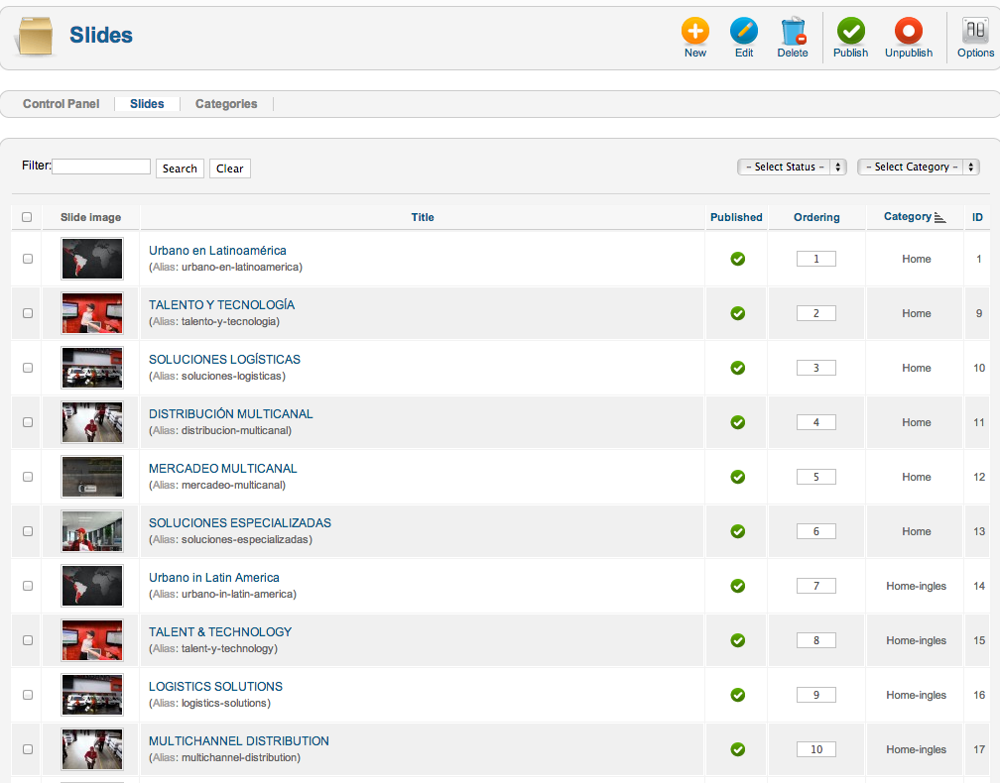 Slides
New Edit Delete Publish Unpublish Options
Control Panel Slides Categories
Filter: Search Clear – Select Status – – Select Category –
Slide image Title Published Ordering Category ID
Urbano en Latinoamérica
(Alias: urbano-en-latinoamerica)
1 Home 1
TALENTO Y TECNOLOGÍA
(Alias: talento-y-tecnologia)
2 Home 9
SOLUCIONES LOGÍSTICAS
(Alias: soluciones-logisticas)
3 Home 10
DISTRIBUCIÓN MULTICANAL
(Alias: distribucion-multicanal)
4 Home 11
MERCADEO MULTICANAL
(Alias: mercadeo-multicanal)
5 Home 12
SOLUCIONES ESPECIALIZADAS
(Alias: soluciones-especializadas)
6 Home 13
Urbano in Latin America
(Alias: urbano-in-latin-america)
7 Home-ingles 14
TALENT & TECHNOLOGY
(Alias: talent-y-technology)
8 Home-ingles 15
LOGISTICS SOLUTIONS
(Alias: logistics-solutions)
9 Home-ingles 16
MULTICHANNEL DISTRIBUTION
(Alias: multichannel-distribution)
10 Home-ingles 17